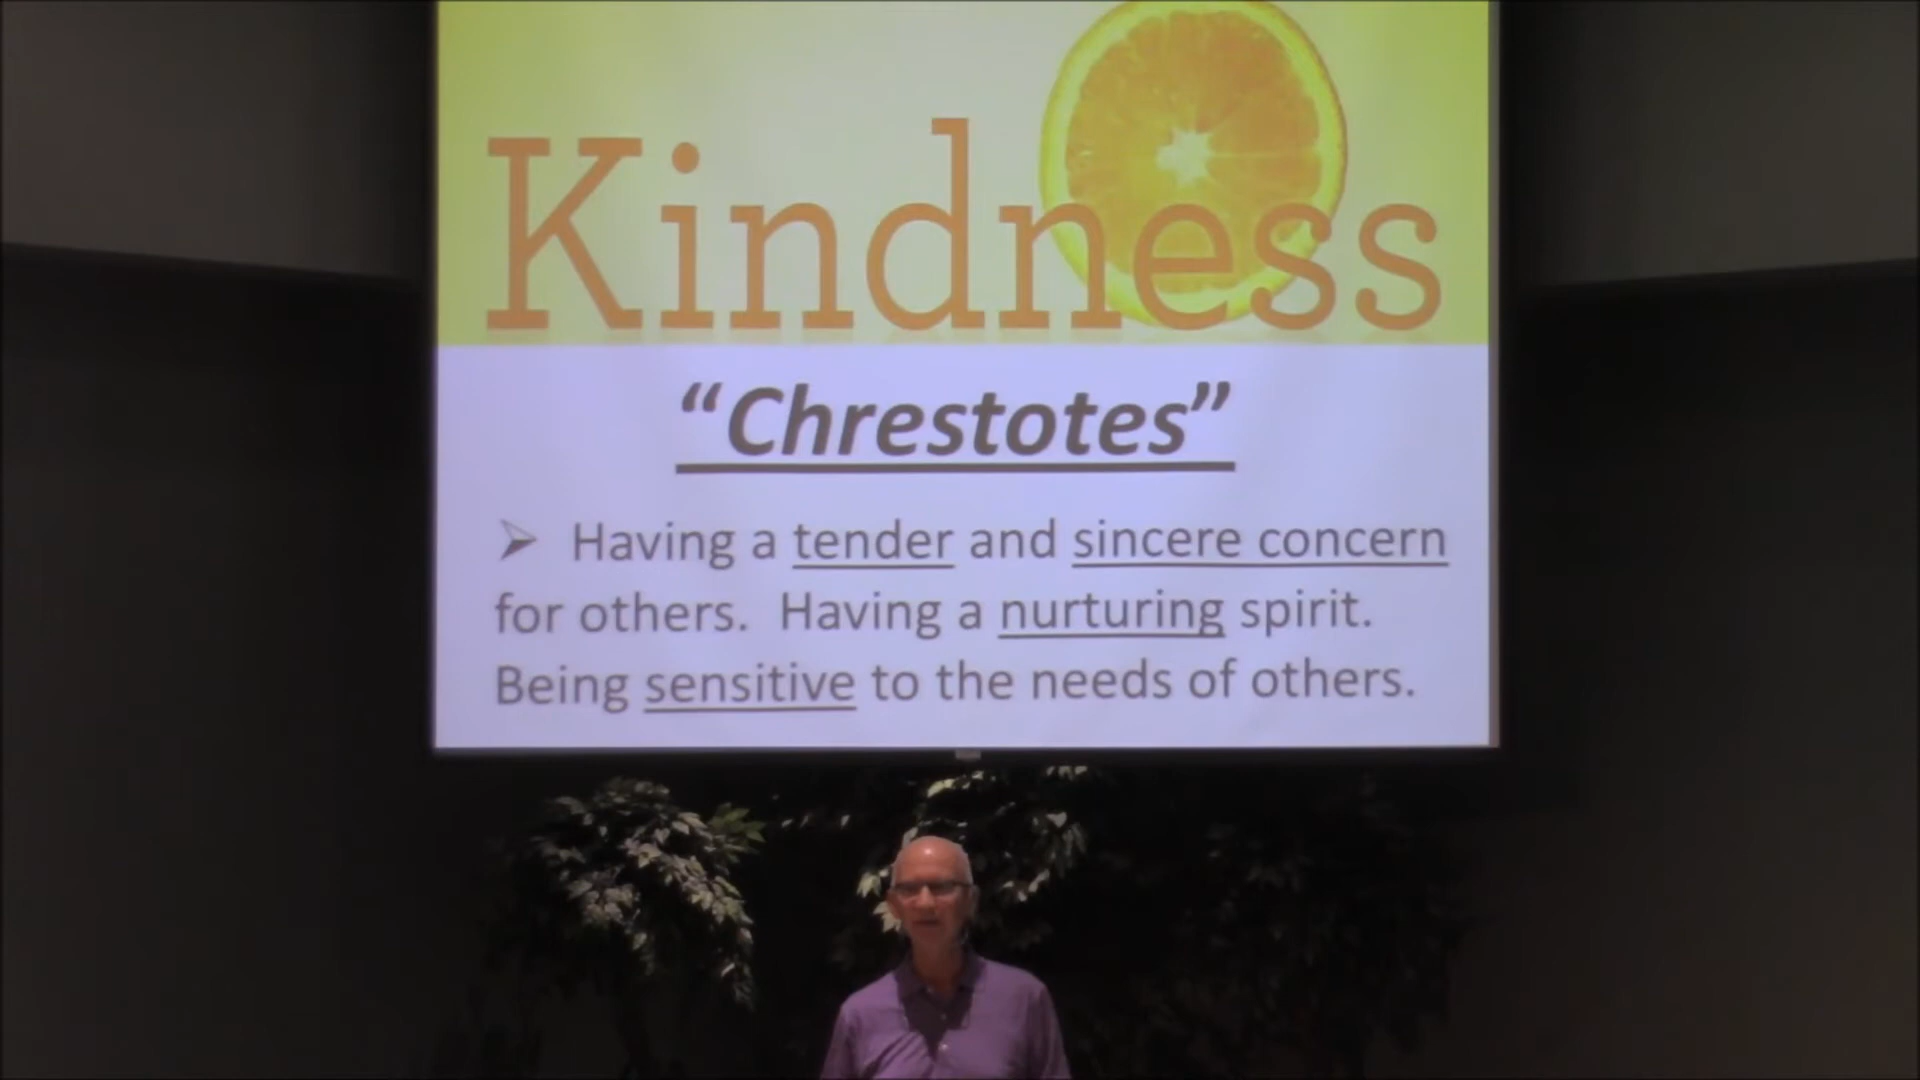 Kindness
“Chrestotes”
➢ Having a tender and sincere concern
for others. Having a nurturing spirit.
Being sensitive to the needs of others.